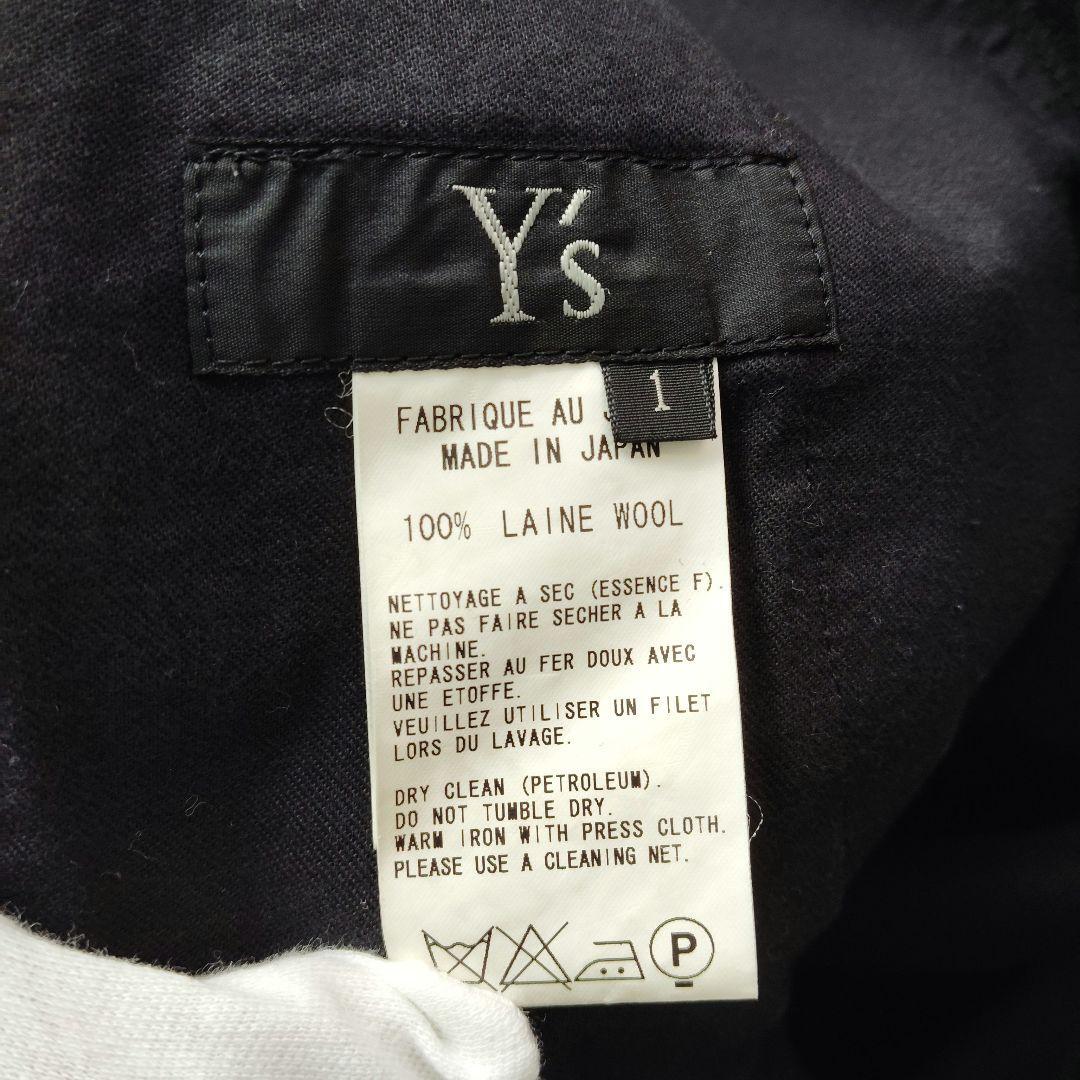 Y's
1
FABRIQUE AU
MADE IN JAPAN
100% LAINE WOOL
NETTOYAGE A SEC (ESSENCE F).
NE PAS FAIRE SECHER A LA
MACHINE.
REPASSER AU FER DOUX AVEC
UNE ETOFFE.
VEUILLEZ UTILISER UN FILET
LORS DU LAVAGE.
DRY CLEAN (PETROLEUM).
DO NOT TUMBLE DRY.
WARM IRON WITH PRESS CLOTH.
PLEASE USE A CLEANING NET.
P